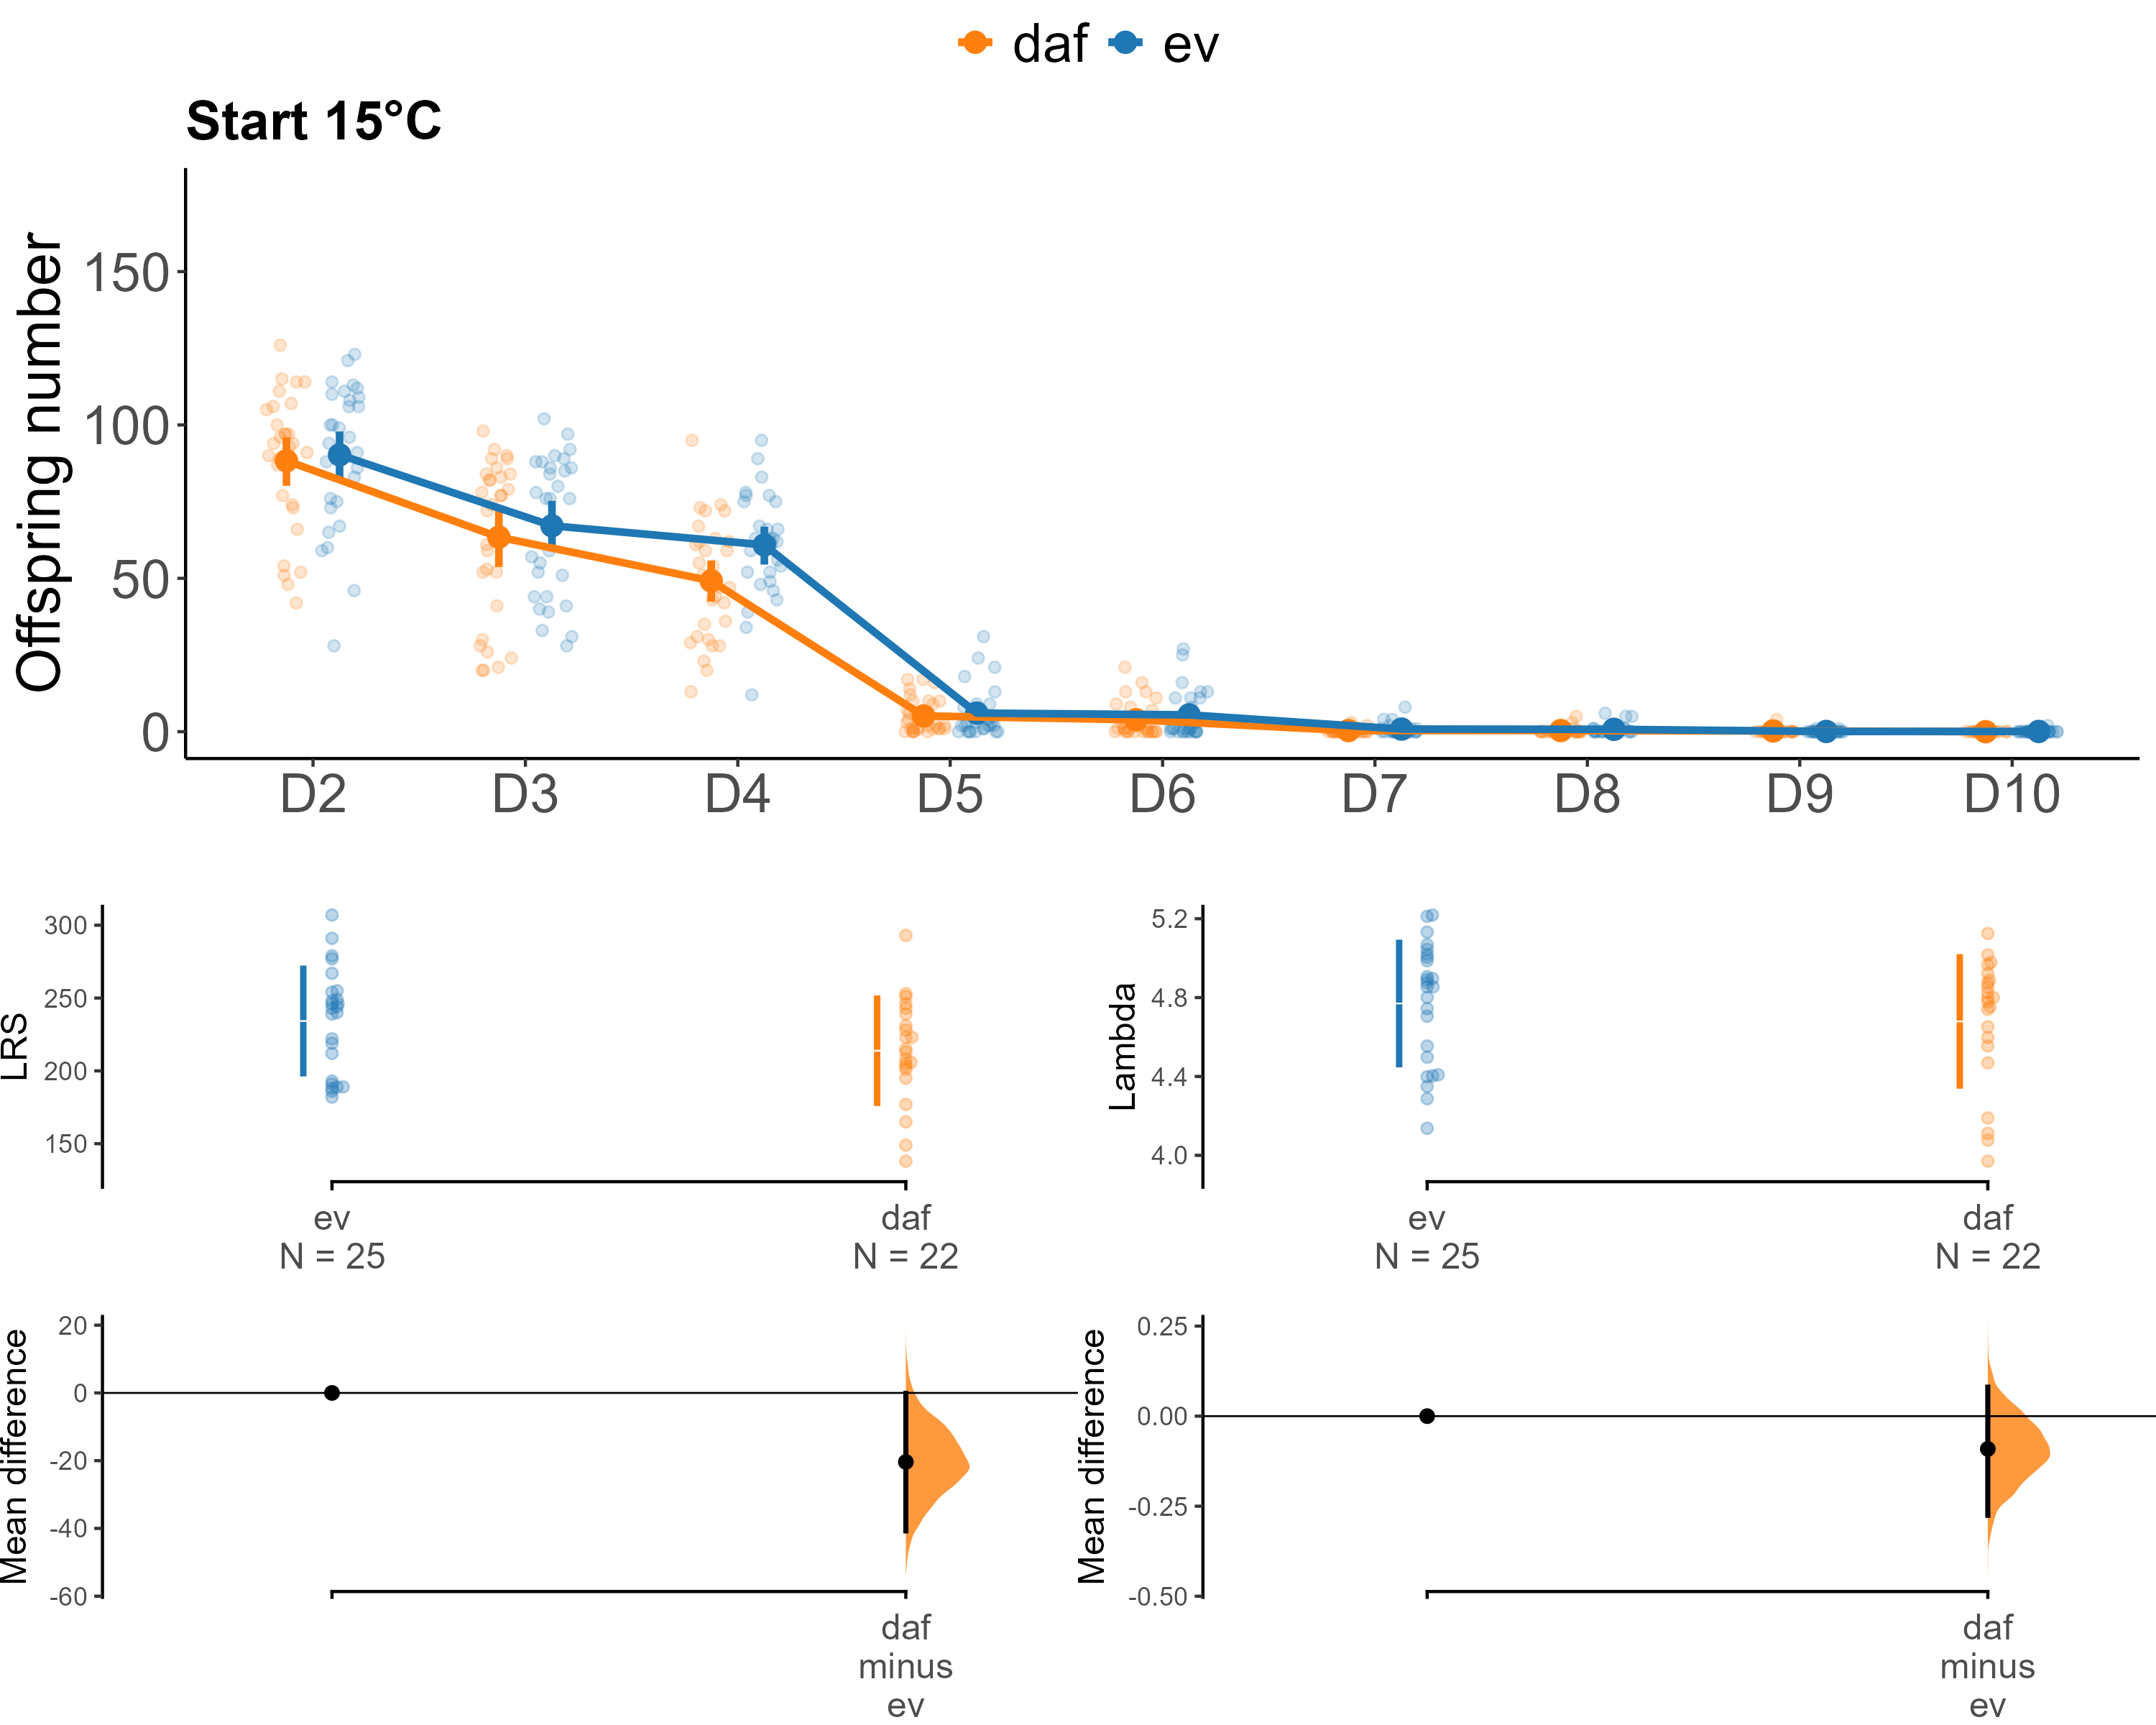 daf ev
Start 15°C
Offspring number
150
100
50
0
D2 D3 D4 D5 D6 D7 D8 D9 D10
LRS
300
250
200
150
ev daf
N = 25 N = 22
Lambda
5.2
4.8
4.4
4.0
ev daf
N = 25 N = 22
Mean difference
20
0
-20
-40
-60
daf
minus
ev
Mean difference
0.25
0.00
-0.25
-0.50
daf
minus
ev